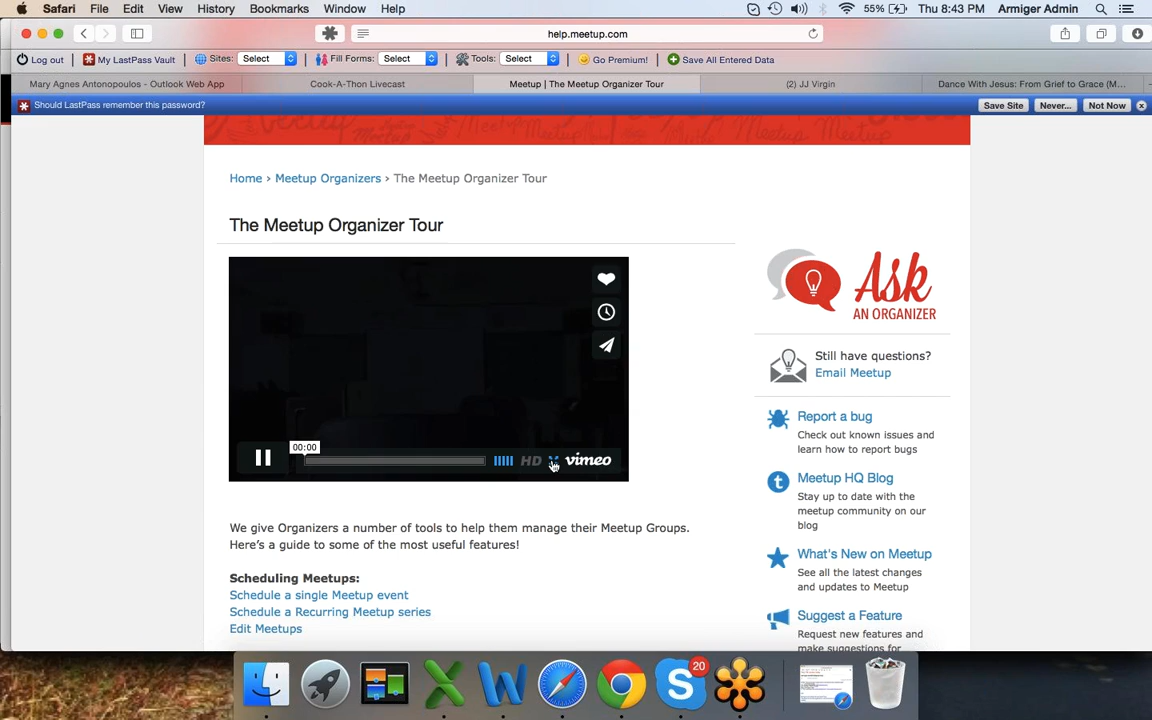 Safari File Edit View History Bookmarks Window Help 55% Thu 8:43 PM Armiger Admin
help.meetup.com
Log out My LastPass Vault Sites: Select Fill Forms: Select Tools: Select Go Premium! Save All Entered Data
Mary Agnes Antonopoulos - Outlook Web App Cook-A-Thon Livecast Meetup | The Meetup Organizer Tour (2) JJ Virgin Dance With Jesus: From Grief to Grace (M...
Should LastPass remember this password? Save Site Never... Not Now
Home › Meetup Organizers › The Meetup Organizer Tour
The Meetup Organizer Tour
Ask
AN ORGANIZER
Still have questions?
Email Meetup
Report a bug
Check out known issues and
learn how to report bugs
00:00
HD vimeo
Meetup HQ Blog
Stay up to date with the
meetup community on our
blog
We give Organizers a number of tools to help them manage their Meetup Groups.
Here's a guide to some of the most useful features!
What's New on Meetup
See all the latest changes
and updates to Meetup
Scheduling Meetups:
Schedule a single Meetup event
Schedule a Recurring Meetup series
Edit Meetups
Suggest a Feature
Request new features and
make suggestions for
20